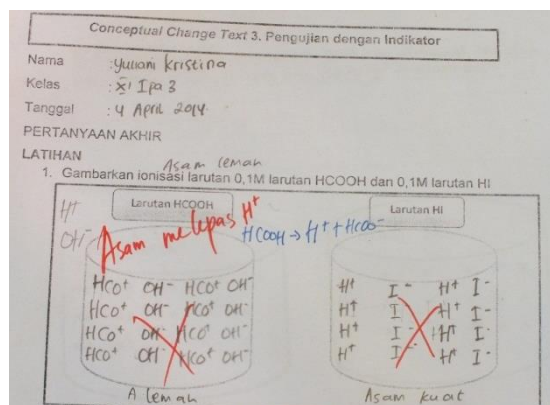 Conceptual Change Text 3. Pengujian dengan Indikator
Nama : Yuliani Kristina
Kelas : XI Ipa 3
Tanggal : 4 April 2014.
PERTANYAAN AKHIR
LATIHAN
Asam lemah
1. Gambarkan ionisasi larutan 0,1M larutan HCOOH dan 0,1M larutan HI
Larutan HCOOH
Larutan HI
H⁺
OH⁻
Asam melepas H⁺
HCOOH → H⁺ + HCOO⁻
HCO⁺ OH⁻ HCO⁺ OH⁻
HCO⁺ OH⁻ HCO⁺ OH⁻
HCO⁺ OH⁻ HCO⁺ OH⁻
HCO⁺ OH⁻ HCO⁺ OH⁻
A lemah
H⁺ I⁻ H⁺ I⁻
H⁺ I H⁺ I⁻
H⁺ I⁻ H⁺ I⁻
H⁺ I⁻ H⁺ I⁻
Asam kuat